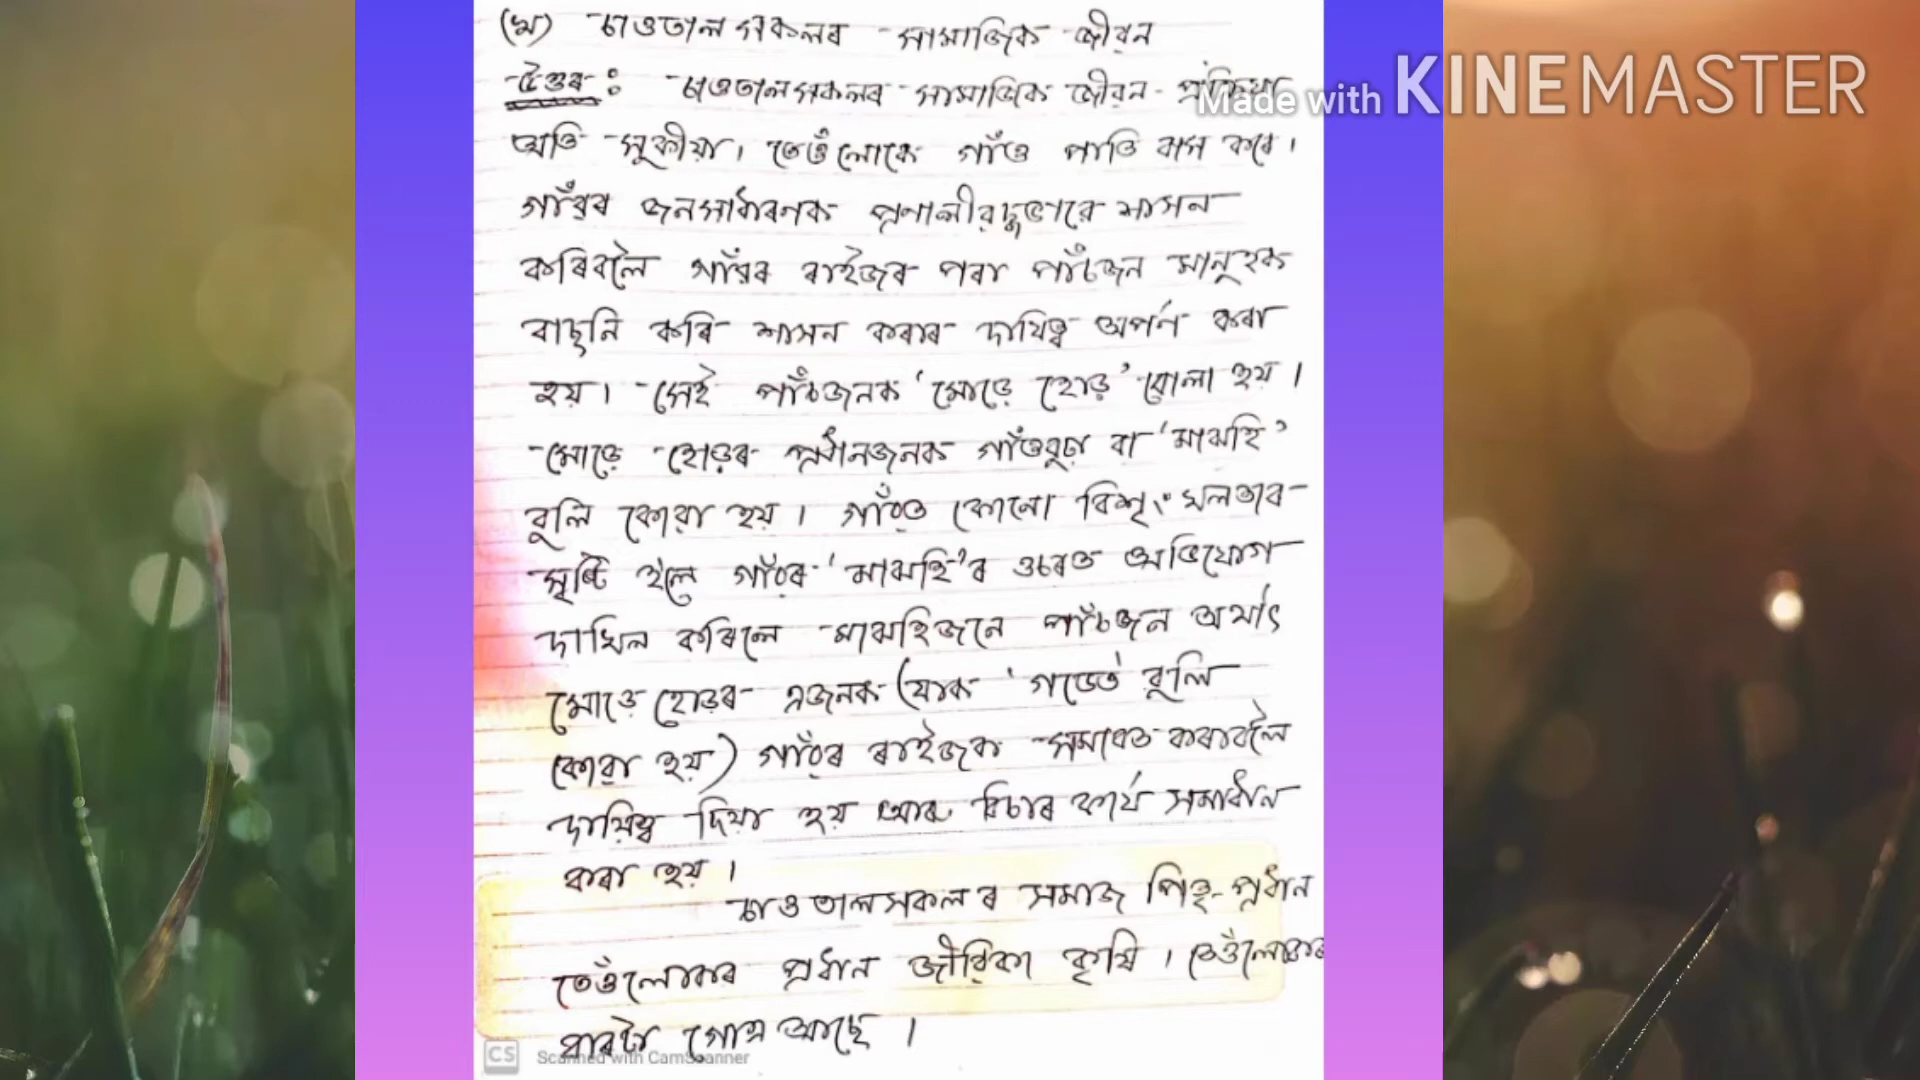 (খ) চাওতাল সকলৰ সামাজিক জীৱন
Made with KINEMASTER
উত্তৰ : চাওতালসকলৰ সামাজিক জীৱন প্ৰক্ৰিয়া
অতি সুকীয়া। তেওঁলোকে গাঁও পাতি বাস কৰে।
গাঁৱৰ জনসাধাৰণক প্ৰণালীৱদ্ধভাৱে শাসন
কৰিবলৈ গাঁৱৰ ৰাইজৰ পৰা পাঁচজন মানুহক
বাছনি কৰি শাসন কৰাৰ দায়িত্ব অৰ্পণ কৰা
হয়। সেই পাঁচজনক 'মোড়ে হোড়' বোলা হয়।
মোড়ে হোড়ৰ প্ৰধানজনক গাঁওবুঢ়া বা 'মাঝহি'
বুলি কোৱা হয়। গাঁৱত কোনো বিশৃংখলতাৰ
সৃষ্টি হ'লে গাঁৱৰ 'মাঝহি'ৰ ওচৰত অভিযোগ
দাখিল কৰিলে মাঝহিজনে পাঁচজন অৰ্থাৎ
মোড়ে হোড়ৰ এজনক (যাক 'গডেত' বুলি
কোৱা হয়) গাঁৱৰ ৰাইজক সমবেত কৰাবলৈ
দায়িত্ব দিয়া হয় আৰু বিচাৰ কাৰ্য সমাধান
কৰা হয়।
চাওতালসকলৰ সমাজ পিতৃ-প্ৰধান
তেওঁলোকৰ প্ৰধান জীৱিকা কৃষি। তেওঁলোকৰ
বাৰটা গোত্ৰ আছে।
CS Scanned with CamScanner